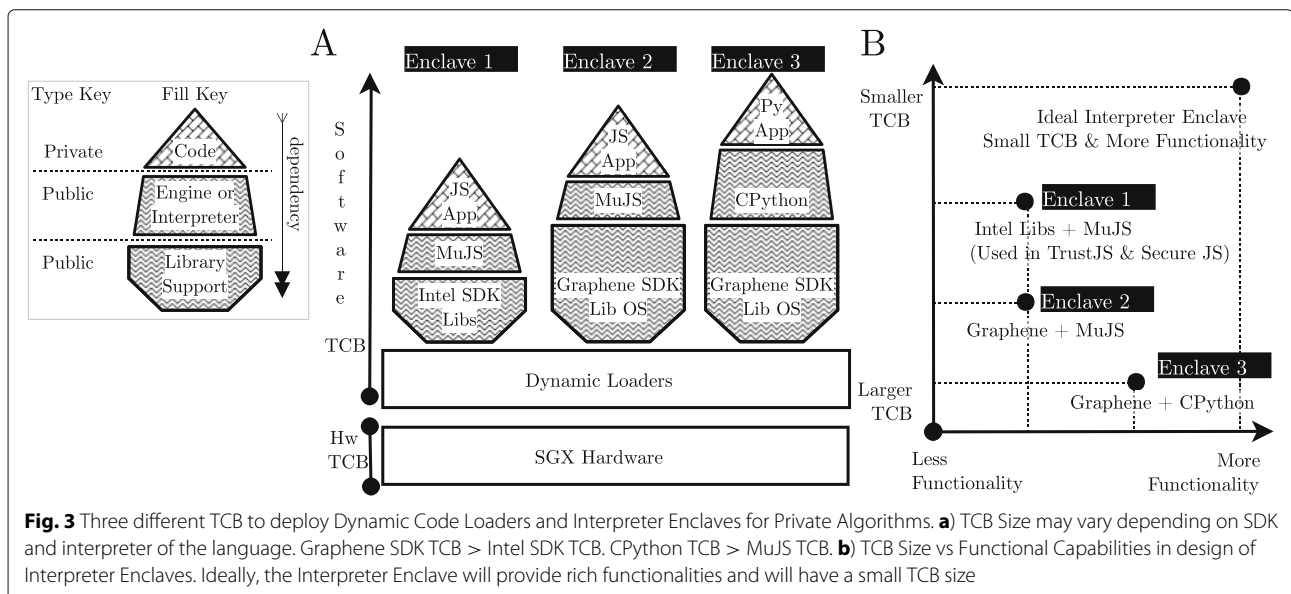 Type Key
Fill Key
Private
Code
Public
Engine or
Interpreter
Public
Library
Support
dependency
A
Software
TCB
Hw
TCB
Enclave 1
JS
App
MuJS
Intel SDK
Libs
Enclave 2
JS
App
MuJS
Graphene SDK
Lib OS
Enclave 3
Py
App
CPython
Graphene SDK
Lib OS
Dynamic Loaders
SGX Hardware
B
Smaller
TCB
Ideal Interpreter Enclave
Small TCB & More Functionality
Enclave 1
Intel Libs + MuJS
(Used in TrustJS & Secure JS)
Enclave 2
Graphene + MuJS
Enclave 3
Graphene + CPython
Larger
TCB
Less
Functionality
More
Functionality
Fig. 3 Three different TCB to deploy Dynamic Code Loaders and Interpreter Enclaves for Private Algorithms. a) TCB Size may vary depending on SDK
and interpreter of the language. Graphene SDK TCB > Intel SDK TCB. CPython TCB > MuJS TCB. b) TCB Size vs Functional Capabilities in design of
Interpreter Enclaves. Ideally, the Interpreter Enclave will provide rich functionalities and will have a small TCB size